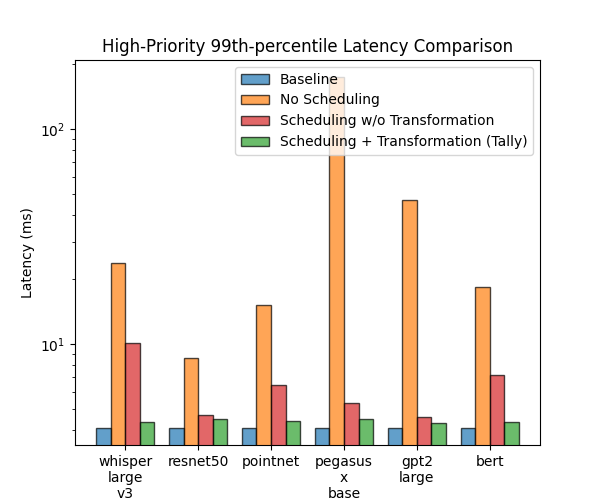 High-Priority 99th-percentile Latency Comparison
Baseline
No Scheduling
Scheduling w/o Transformation
Scheduling + Transformation (Tally)
Latency (ms)
10²
10¹
whisper
large
v3
resnet50
pointnet
pegasus
x
base
gpt2
large
bert